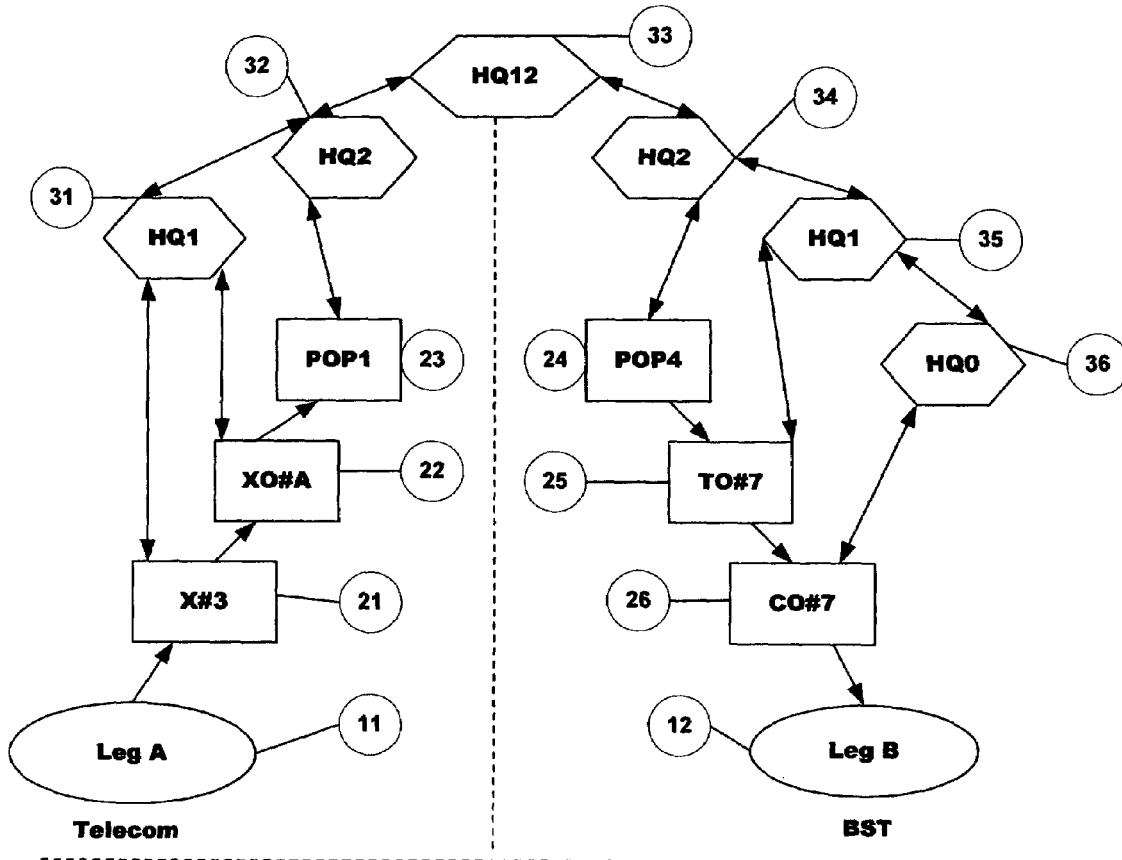 33
32
HQ12
34
HQ2
HQ2
31
HQ1
HQ1
35
POP1
23
24
POP4
HQ0
36
XO#A
22
25
TO#7
X#3
21
26
CO#7
11
12
Leg A
Leg B
Telecom
BST